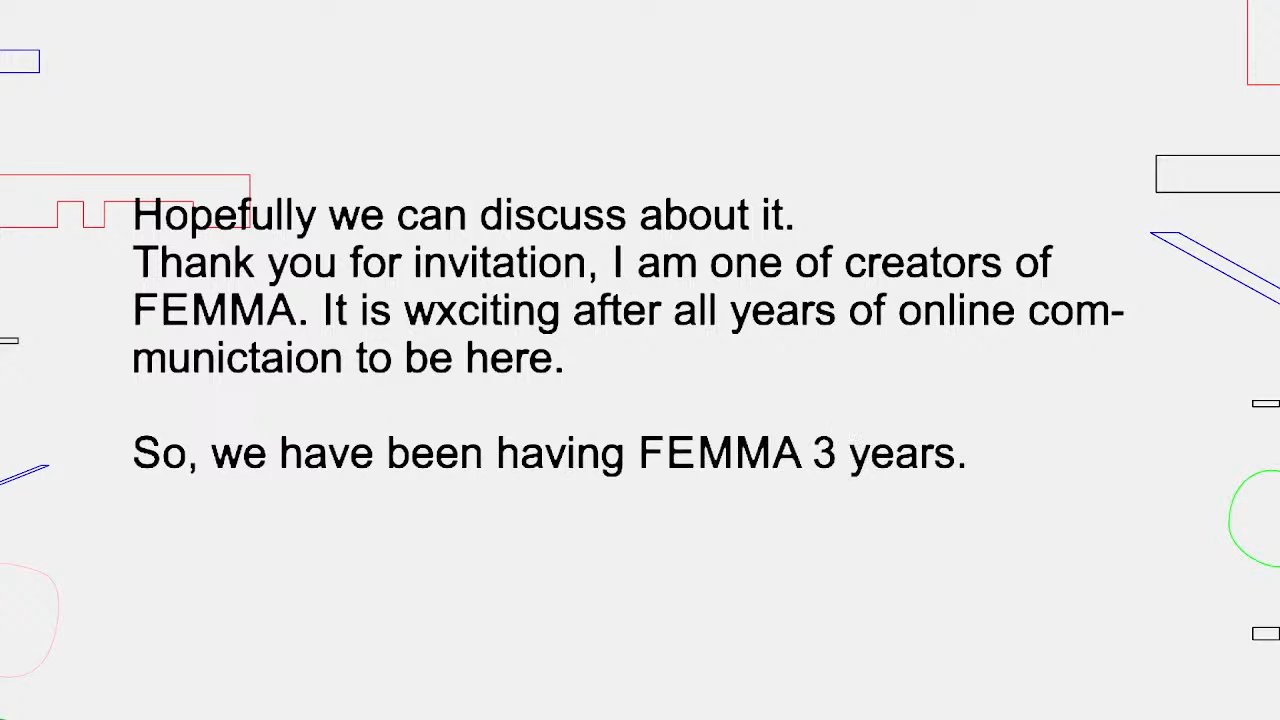 Hopefully we can discuss about it.
Thank you for invitation, I am one of creators of
FEMMA. It is wxciting after all years of online com-
munictaion to be here.
So, we have been having FEMMA 3 years.